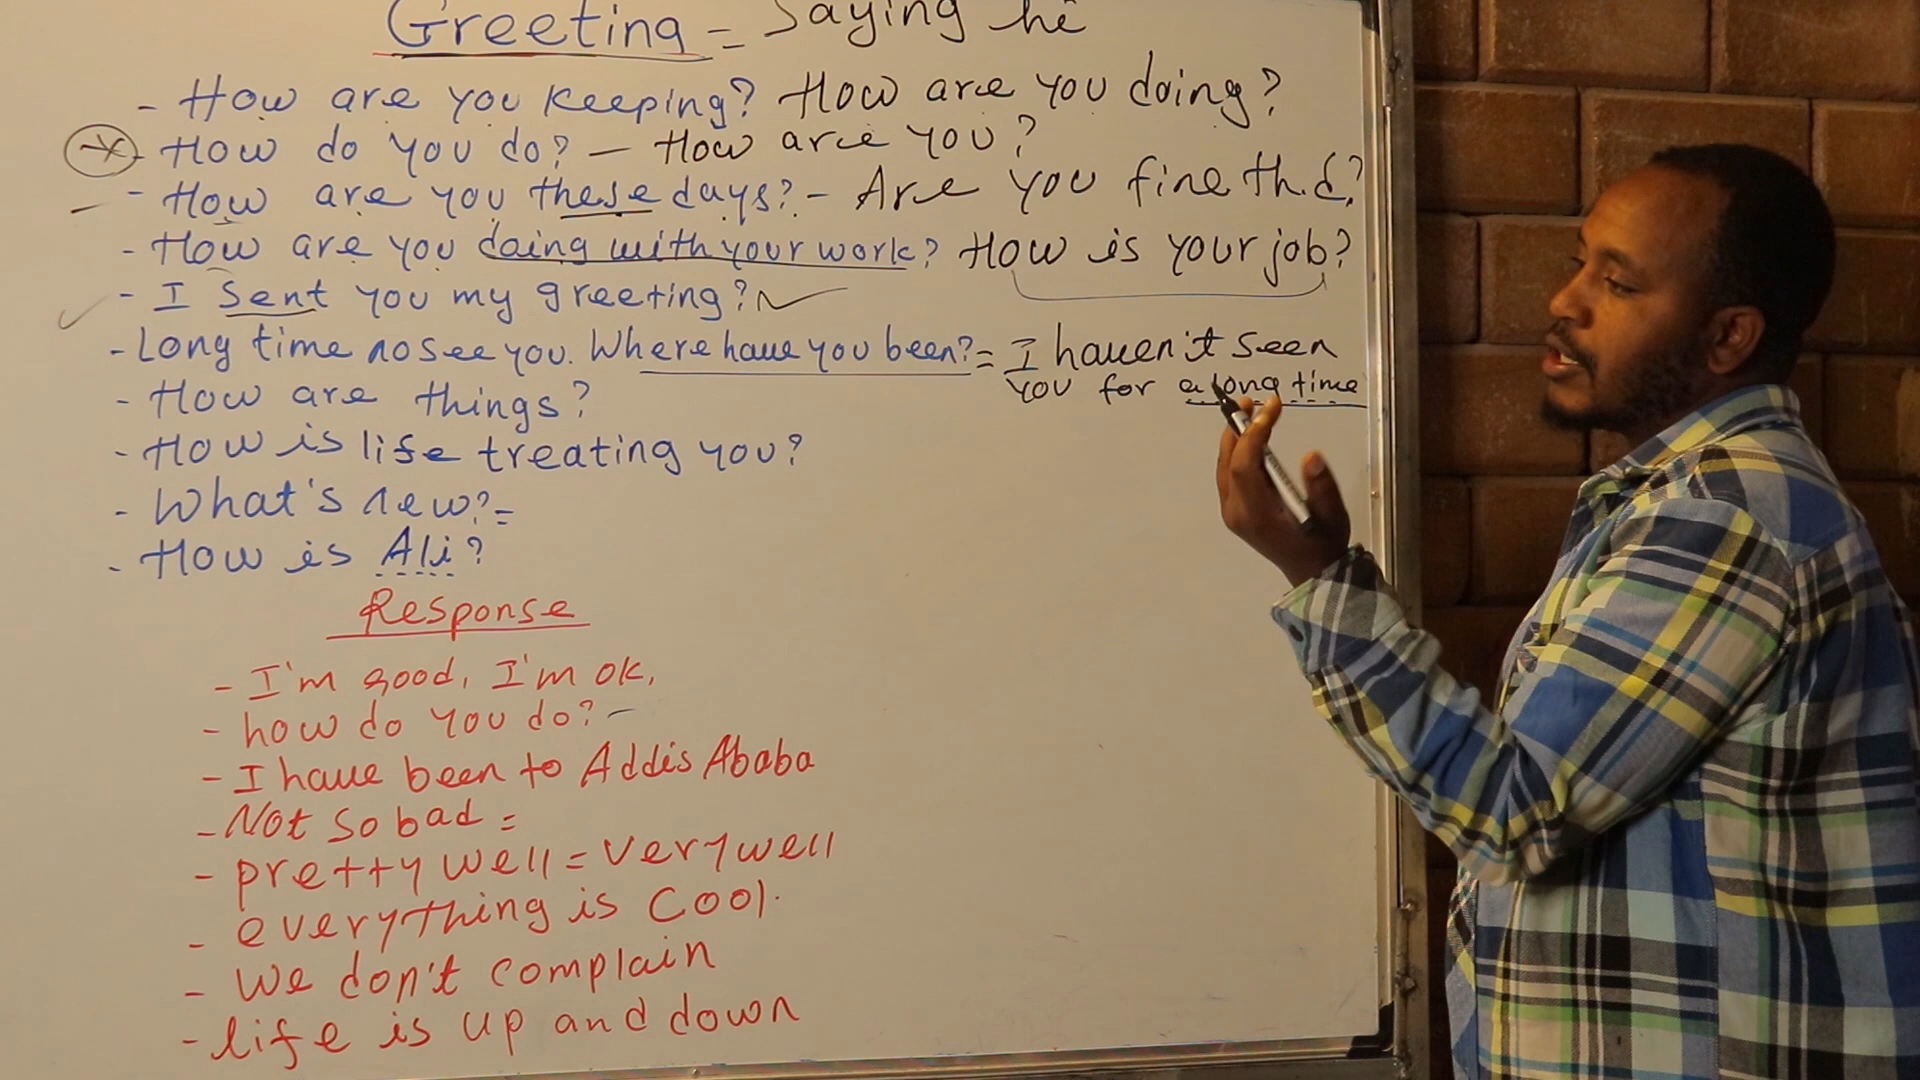 Greeting = Saying hi
- How are you keeping? How are you doing?
- How do you do? - How are you?
- How are you these days? - Are you fine th.d?
- How are you doing with your work? How is your job?
- I sent you my greeting?
- Long time no see you. Where have you been? = I haven't seen
you for a long time
- How are things?
- How is life treating you?
- What's new? =
- How is Ali?
Response
- I'm good, I'm ok,
- how do you do? -
- I have been to Addis Ababa
- Not so bad =
- pretty well = very well
- everything is cool.
- we don't complain
- life is up and down